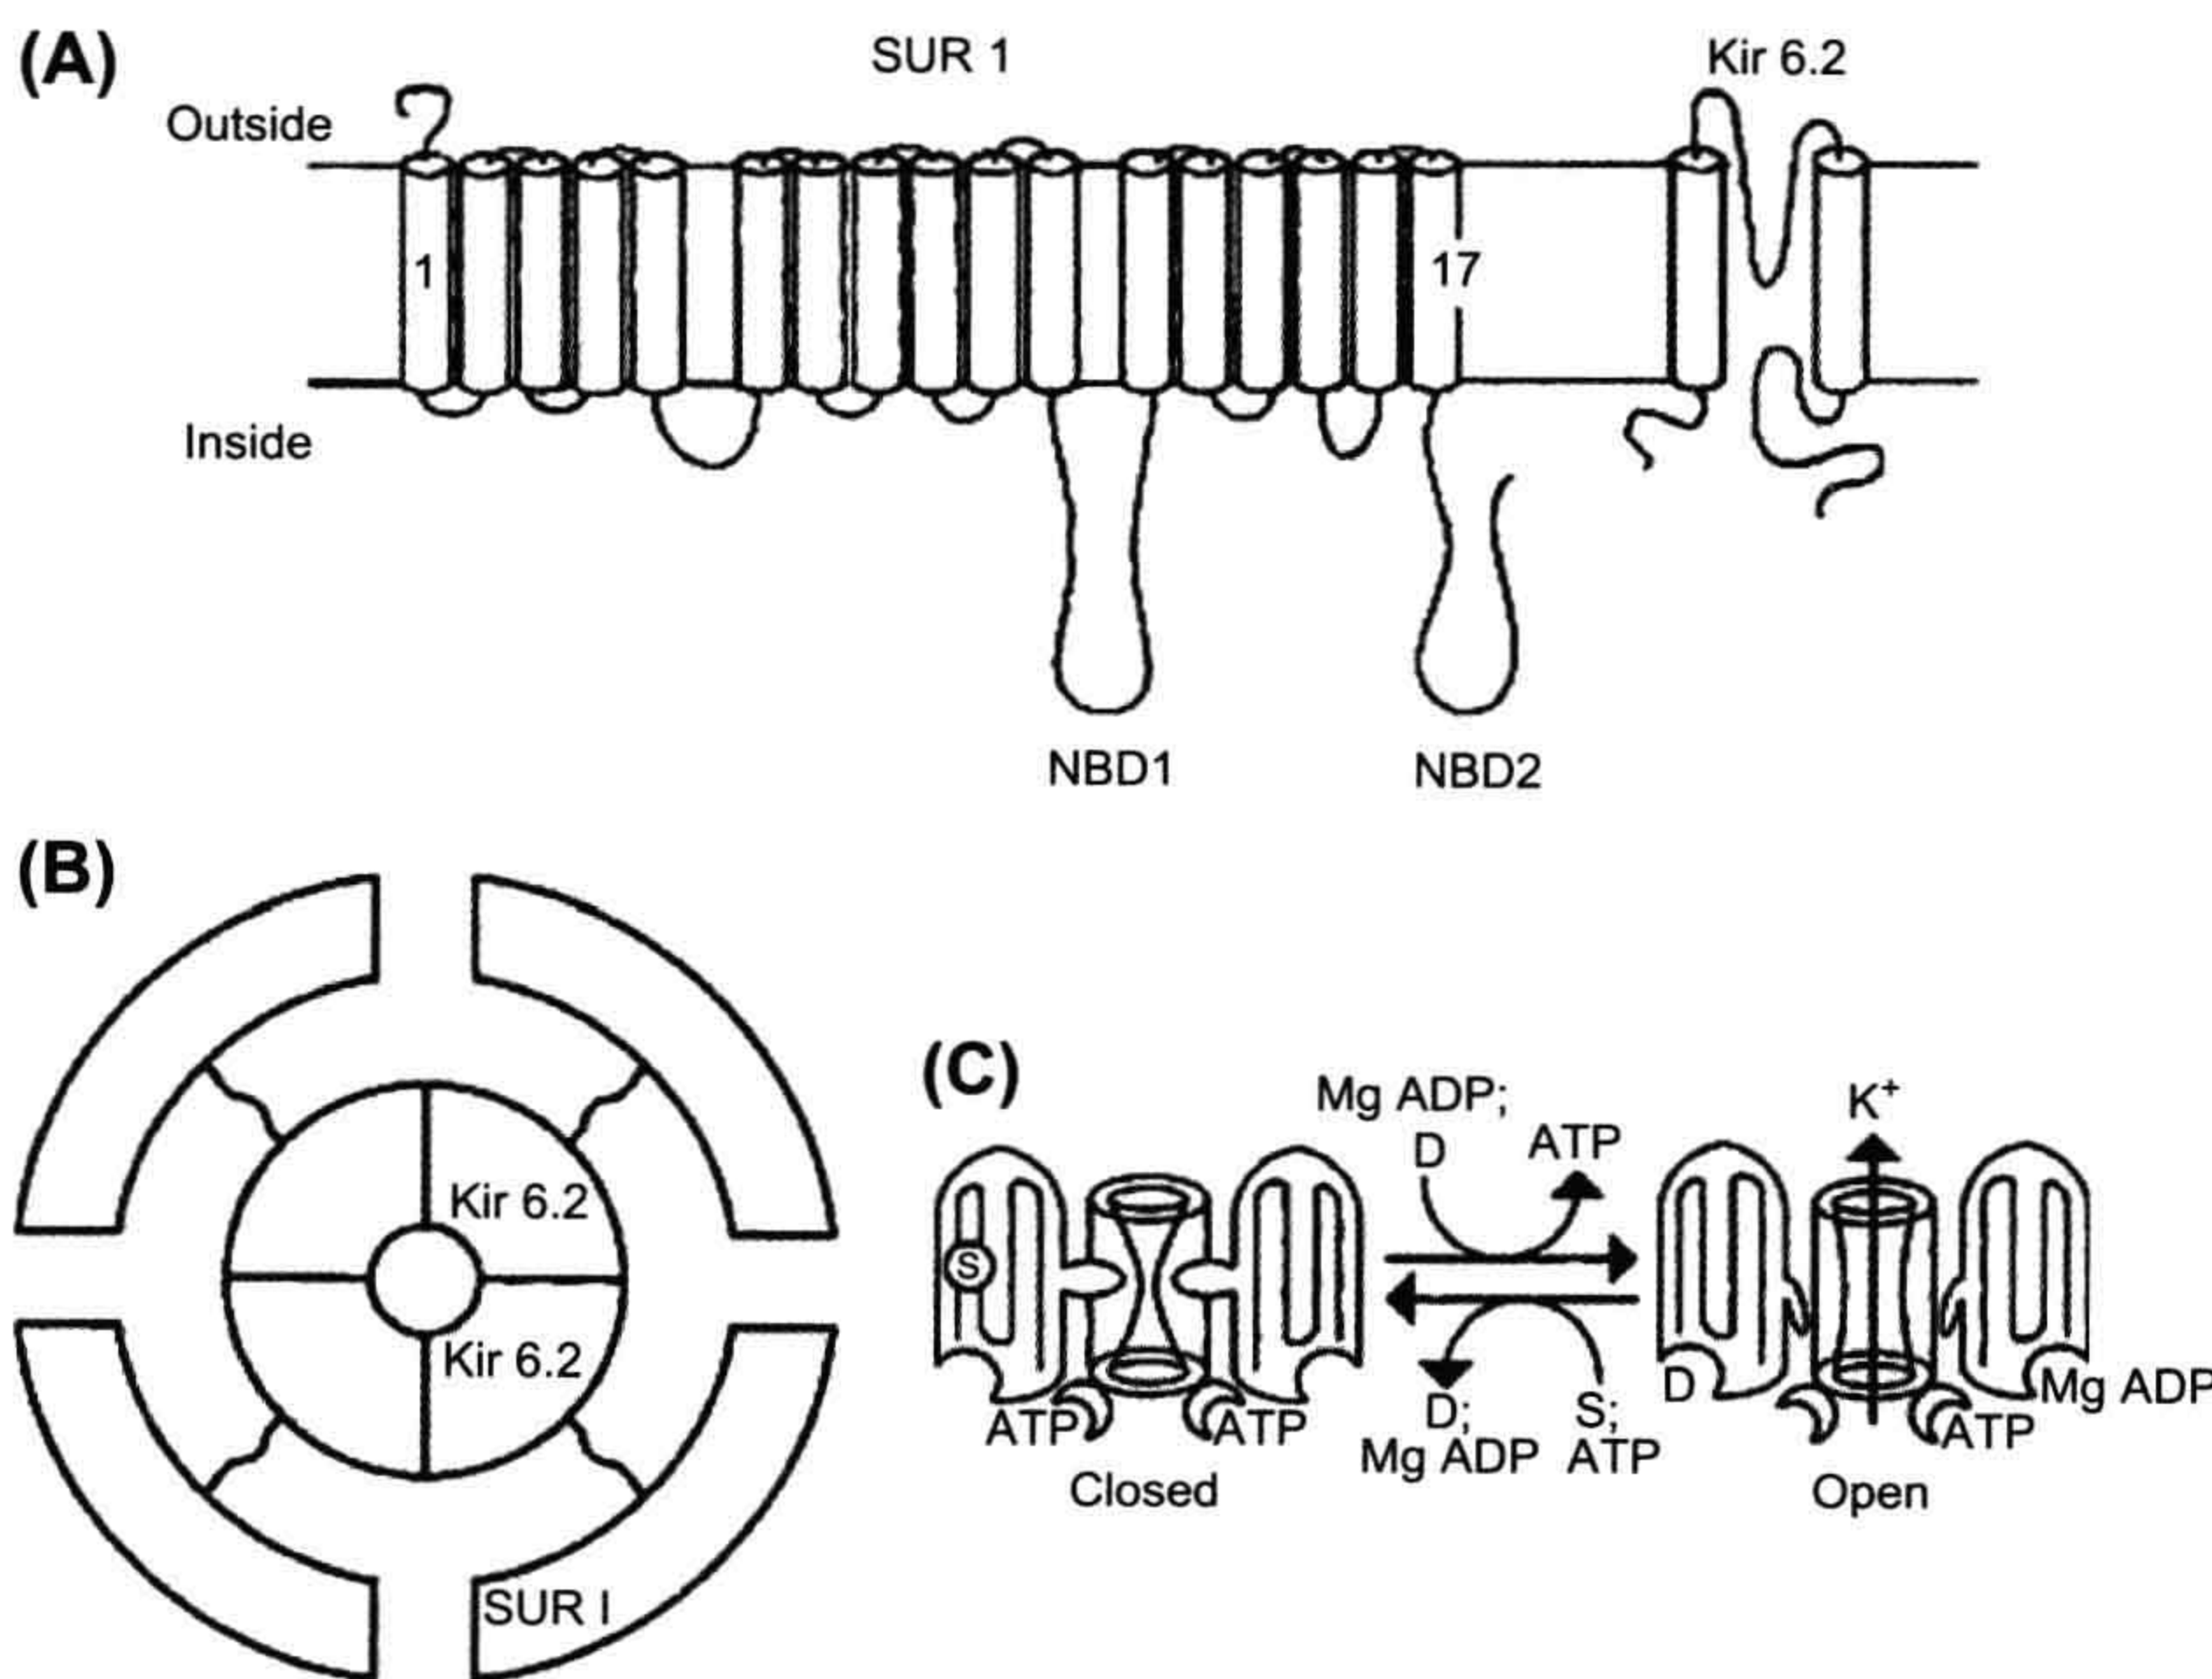 (A)
SUR 1
Kir 6.2
Outside
1
17
Inside
NBD1
NBD2
(B)
Kir 6.2
Kir 6.2
SUR I
(C)
Mg ADP;
D
ATP
K+
S
D
Mg ADP
ATP
ATP
D;
S;
ATP
Mg ADP
ATP
Closed
Open